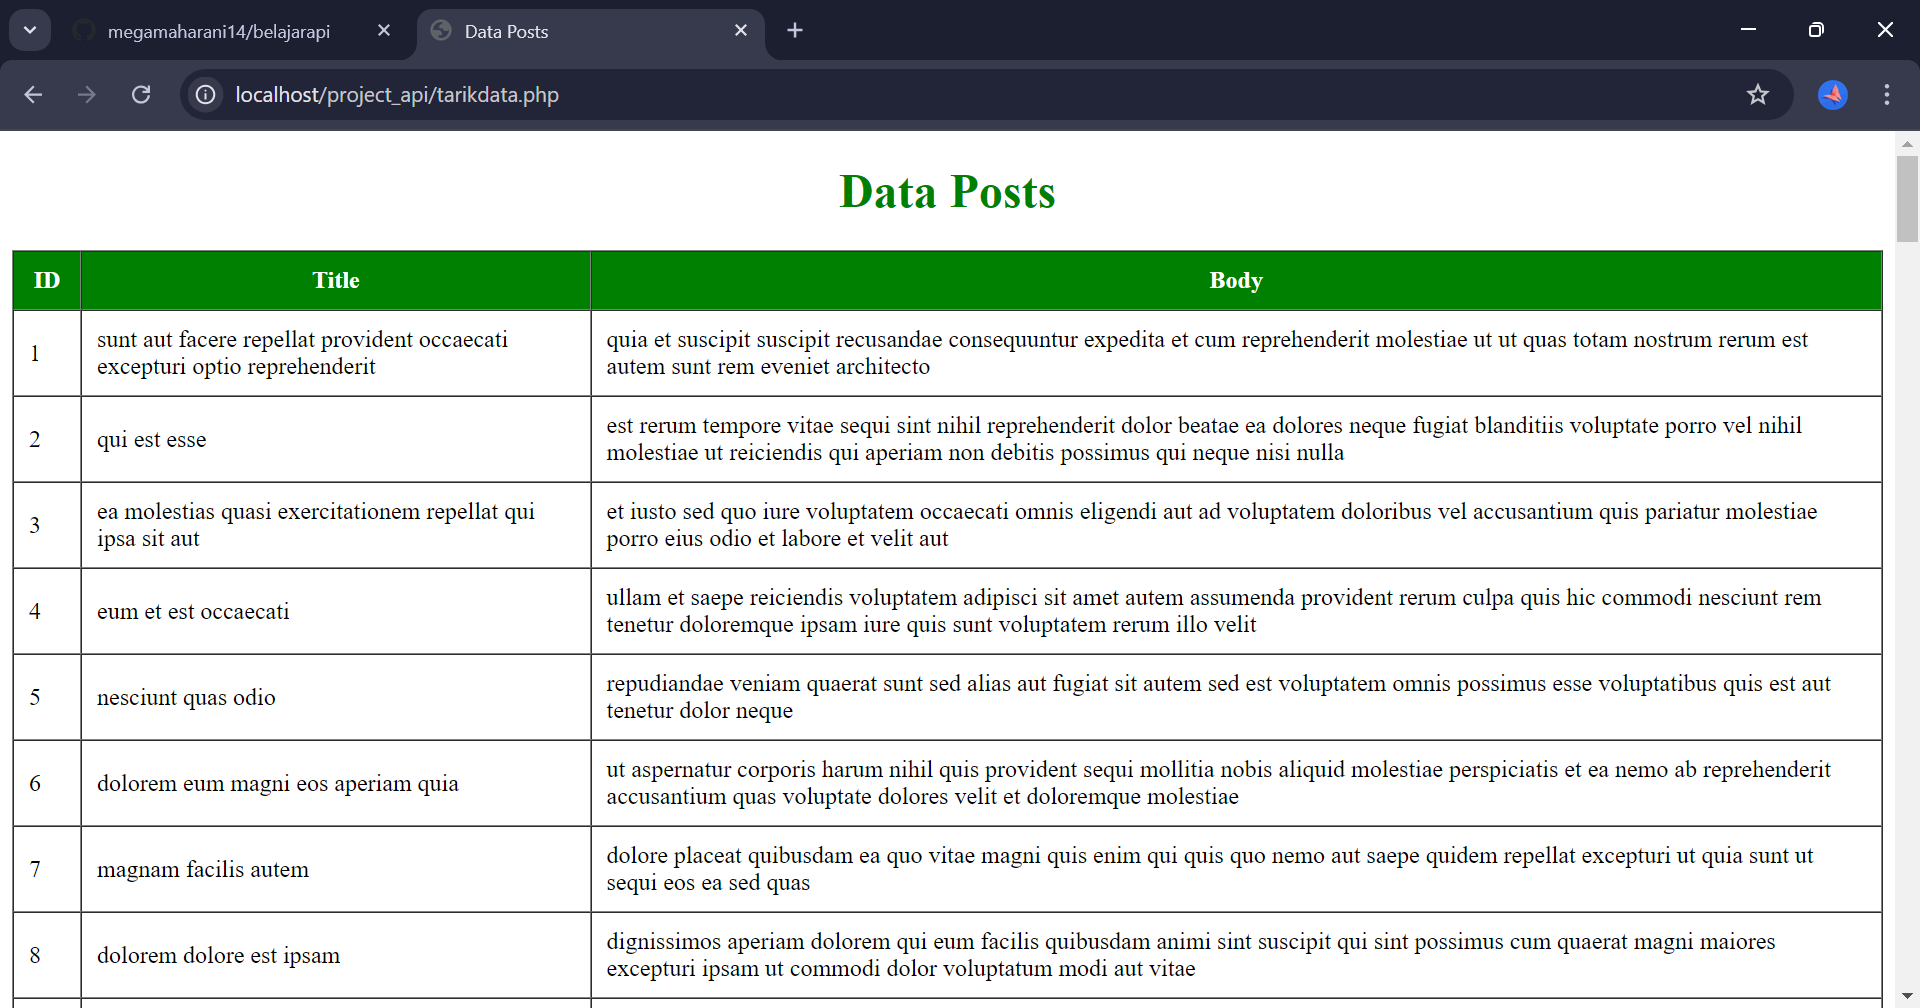 megamaharani14/belajarapi
Data Posts
localhost/project_api/tarikdata.php
Data Posts
ID Title Body
1 sunt aut facere repellat provident occaecati
excepturi optio reprehenderit
quia et suscipit suscipit recusandae consequuntur expedita et cum reprehenderit molestiae ut ut quas totam nostrum rerum est
autem sunt rem eveniet architecto
2 qui est esse
est rerum tempore vitae sequi sint nihil reprehenderit dolor beatae ea dolores neque fugiat blanditiis voluptate porro vel nihil
molestiae ut reiciendis qui aperiam non debitis possimus qui neque nisi nulla
3 ea molestias quasi exercitationem repellat qui
ipsa sit aut
et iusto sed quo iure voluptatem occaecati omnis eligendi aut ad voluptatem doloribus vel accusantium quis pariatur molestiae
porro eius odio et labore et velit aut
4 eum et est occaecati
ullam et saepe reiciendis voluptatem adipisci sit amet autem assumenda provident rerum culpa quis hic commodi nesciunt rem
tenetur doloremque ipsam iure quis sunt voluptatem rerum illo velit
5 nesciunt quas odio
repudiandae veniam quaerat sunt sed alias aut fugiat sit autem sed est voluptatem omnis possimus esse voluptatibus quis est aut
tenetur dolor neque
6 dolorem eum magni eos aperiam quia
ut aspernatur corporis harum nihil quis provident sequi mollitia nobis aliquid molestiae perspiciatis et ea nemo ab reprehenderit
accusantium quas voluptate dolores velit et doloremque molestiae
7 magnam facilis autem
dolore placeat quibusdam ea quo vitae magni quis enim qui quis quo nemo aut saepe quidem repellat excepturi ut quia sunt ut
sequi eos ea sed quas
8 dolorem dolore est ipsam
dignissimos aperiam dolorem qui eum facilis quibusdam animi sint suscipit qui sint possimus cum quaerat magni maiores
excepturi ipsam ut commodi dolor voluptatum modi aut vitae